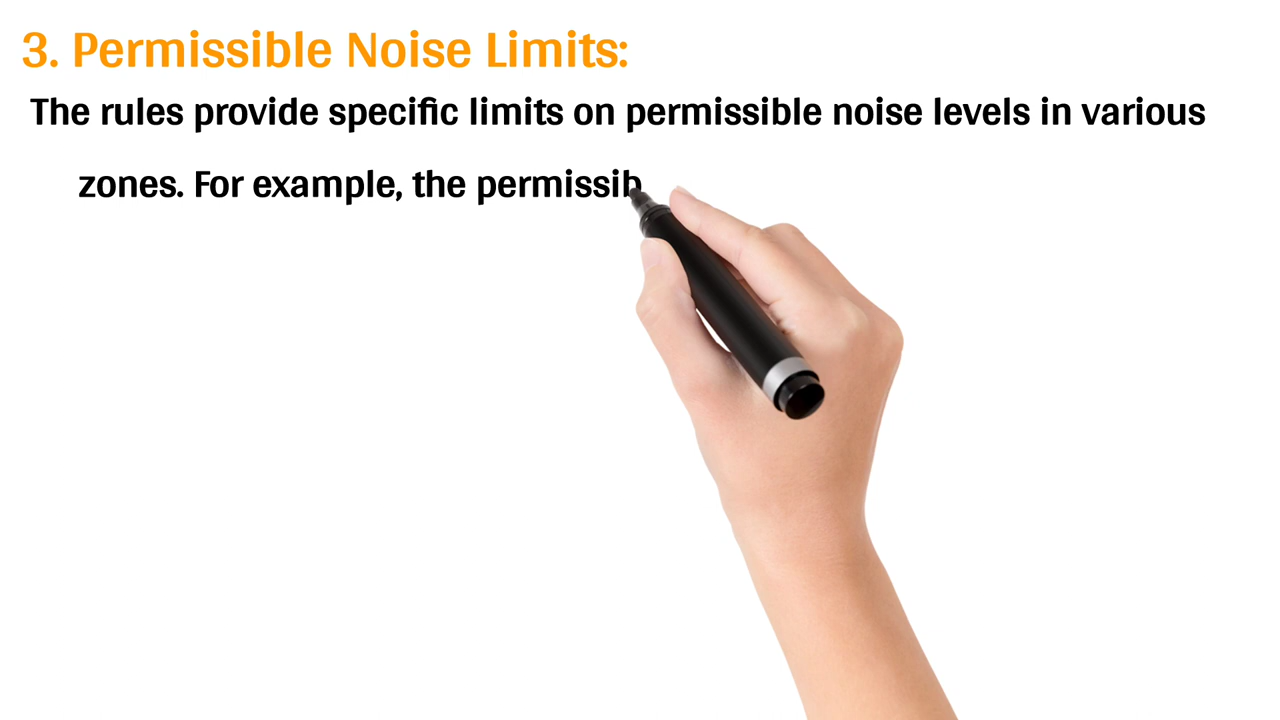 3. Permissible Noise Limits:
The rules provide specific limits on permissible noise levels in various
zones. For example, the permissib